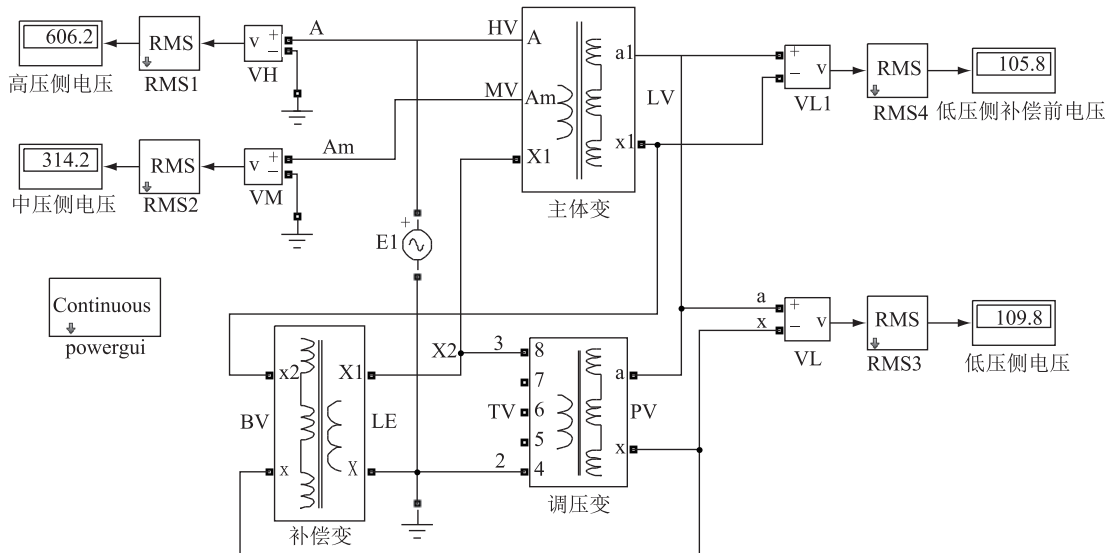 606.2
高压侧电压
RMS
RMS1
v
+
−
VH
A
HV
A
a1
MV
Am
X1
x1
主体变
LV
+
−
v
VL1
RMS
RMS4
105.8
低压侧补偿前电压
314.2
中压侧电压
RMS
RMS2
v
+
−
VM
Am
+
E1
Continuous
powergui
a
x
+
−
v
VL
RMS
RMS3
109.8
低压侧电压
x2
X1
BV
LE
x
X
补偿变
X2
3
2
8
7
6
5
4
TV
a
x
PV
调压变